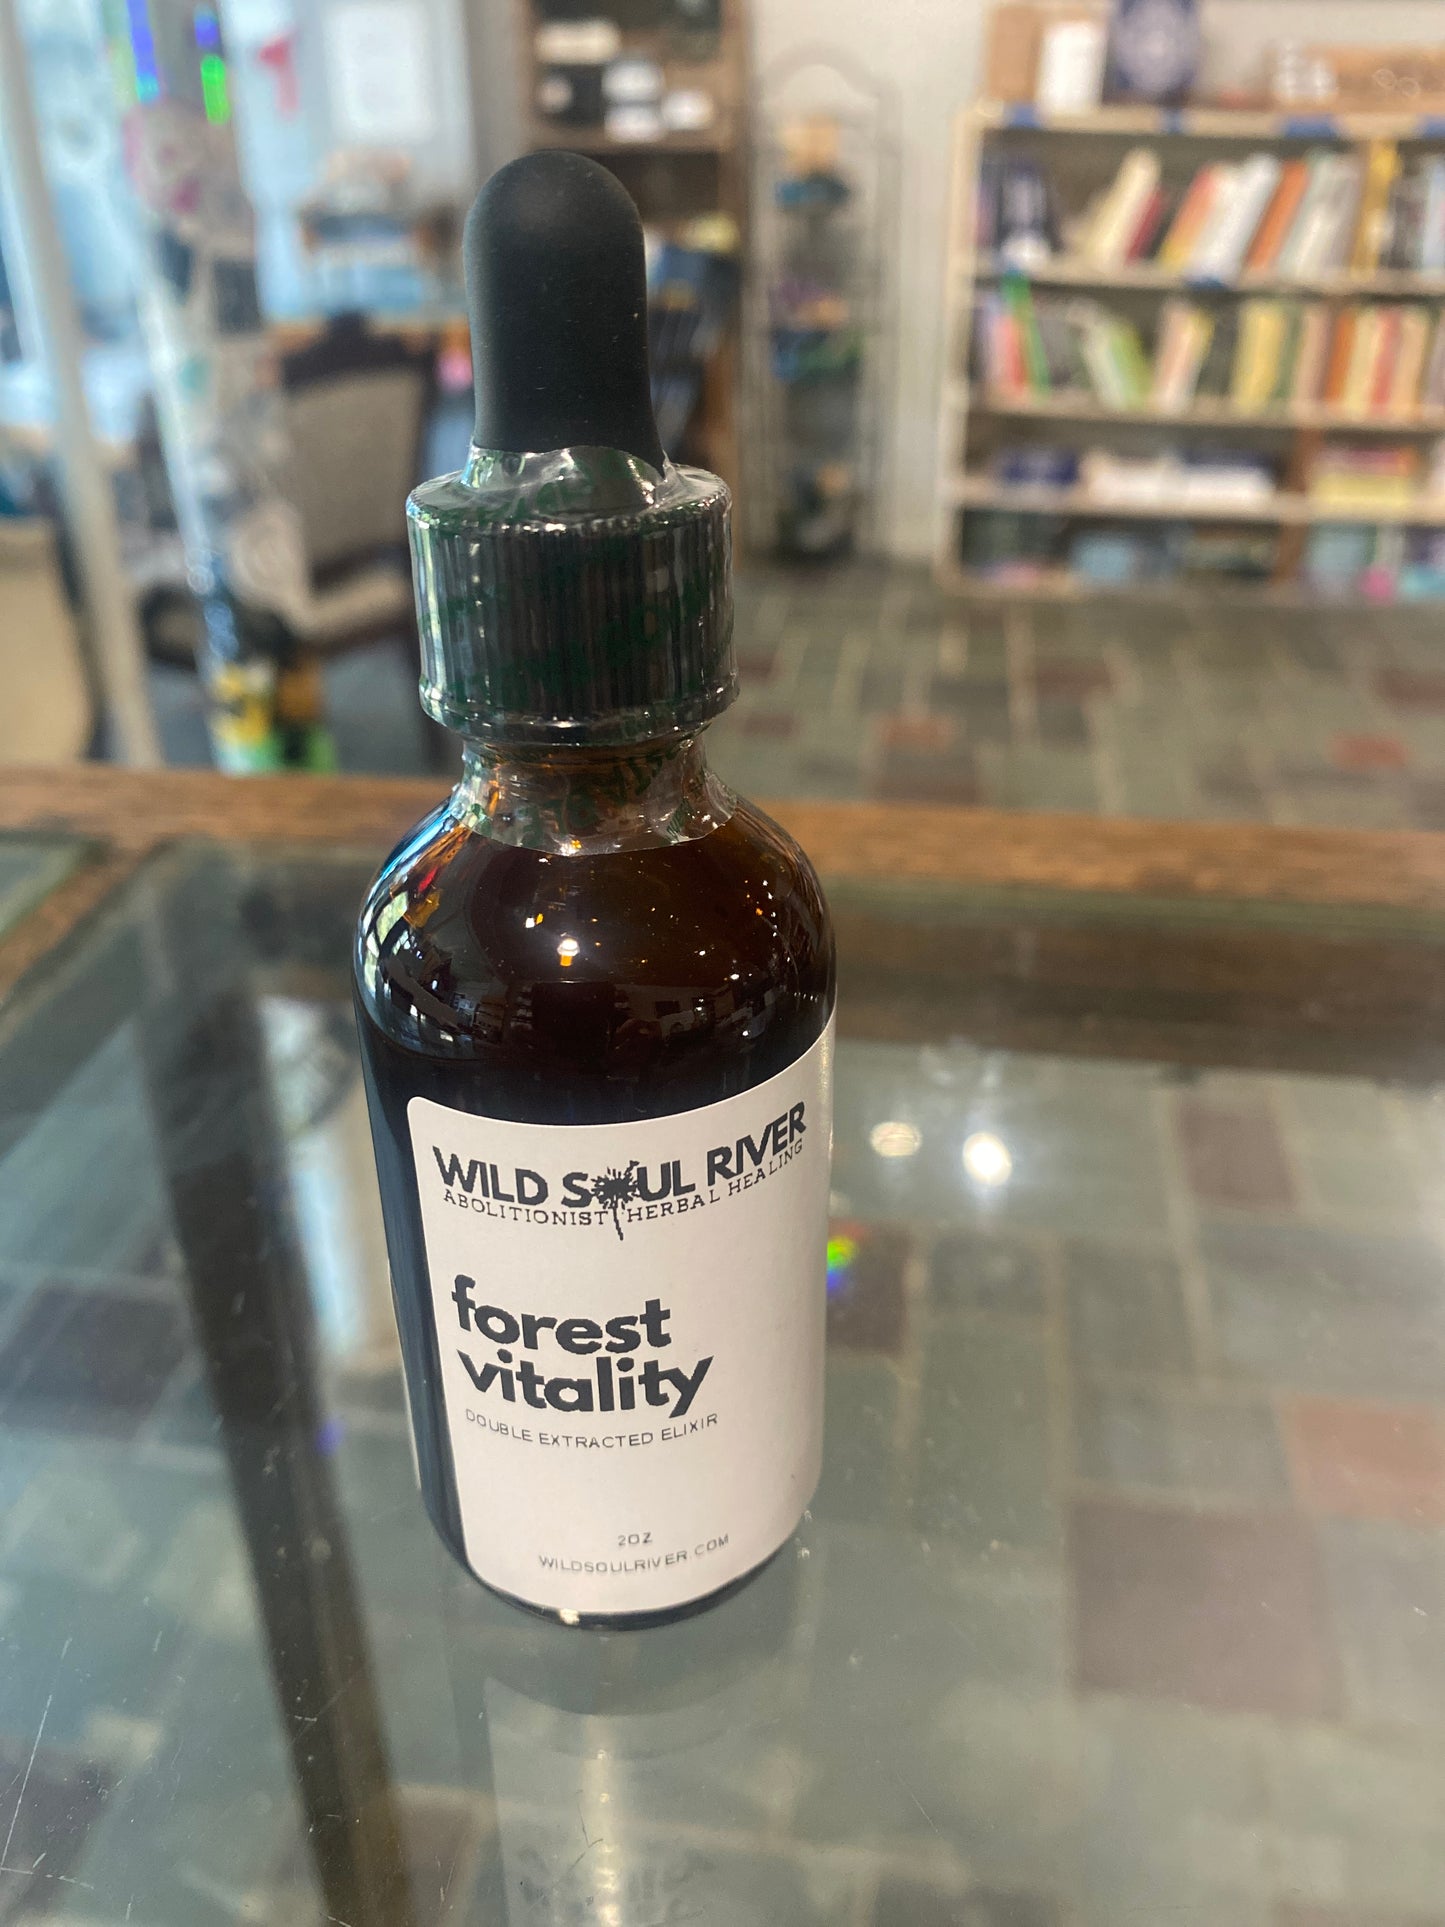 WILD SOUL RIVER
ABOLITIONIST HERBAL HEALING
forest
vitality
DOUBLE EXTRACTED ELIXIR
2OZ
WILDSOULRIVER.COM